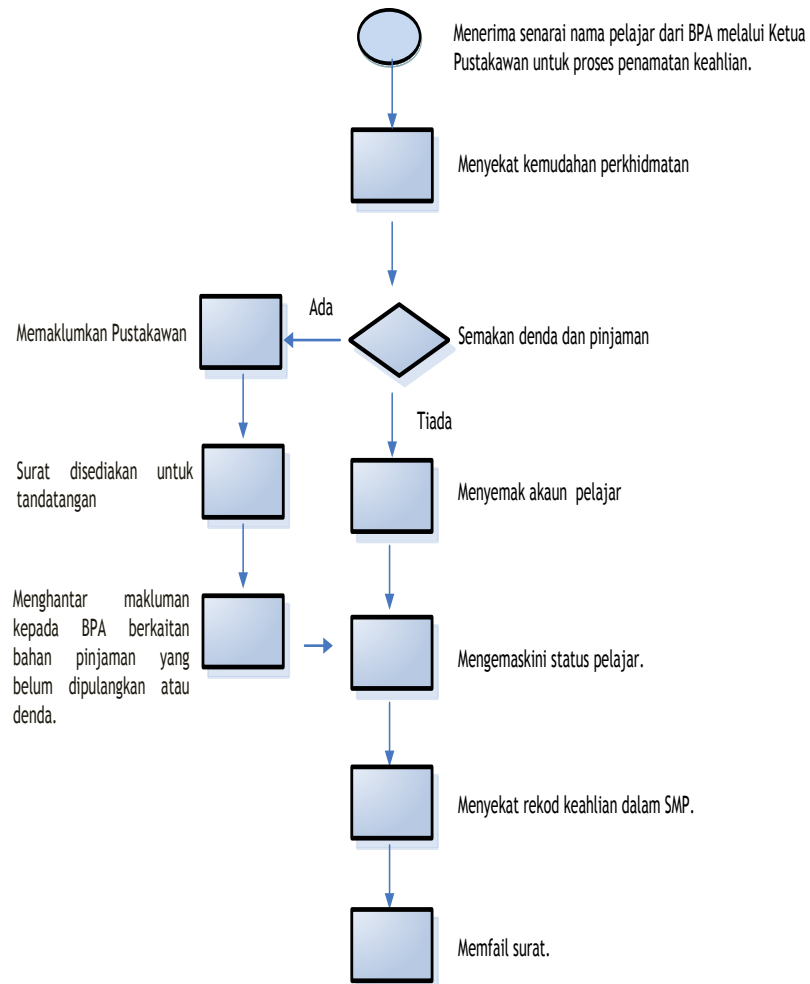 Menerima senarai nama pelajar dari BPA melalui Ketua
Pustakawan untuk proses penamatan keahlian.
Menyekat kemudahan perkhidmatan
Ada
Memaklumkan Pustakawan
Semakan denda dan pinjaman
Tiada
Surat disediakan untuk
tandatangan
Menyemak akaun pelajar
Menghantar makluman
kepada BPA berkaitan
bahan pinjaman yang
belum dipulangkan atau
denda.
Mengemaskini status pelajar.
Menyekat rekod keahlian dalam SMP.
Memfail surat.